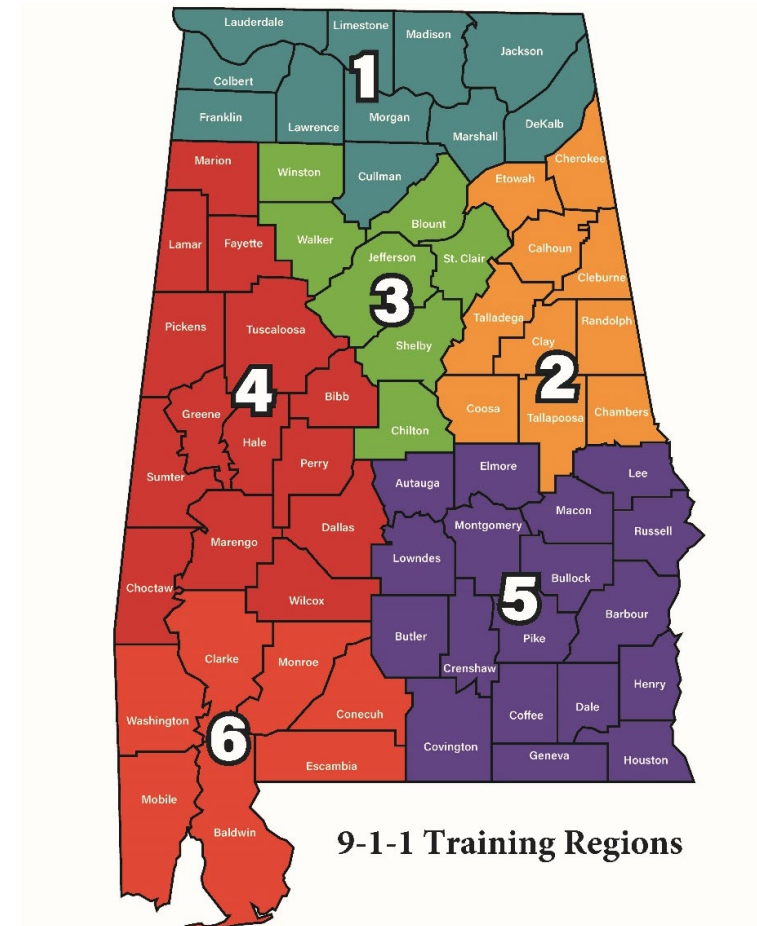 Lauderdale
Limestone
Madison
Jackson
1
Colbert
Franklin
Lawrence
Morgan
Marshall
DeKalb
Marion
Winston
Cullman
Etowah
Cherokee
Lamar
Fayette
Walker
Blount
Jefferson
St. Clair
Calhoun
Cleburne
3
Pickens
Tuscaloosa
Shelby
Talladega
Clay
Randolph
4
2
Greene
Bibb
Hale
Chilton
Coosa
Tallapoosa
Chambers
Sumter
Perry
Autauga
Elmore
Lee
Marengo
Dallas
Montgomery
Macon
Russell
Choctaw
Wilcox
Lowndes
Bullock
5
Barbour
Clarke
Monroe
Butler
Crenshaw
Pike
Henry
Washington
Conecuh
Coffee
Dale
6
Escambia
Covington
Geneva
Houston
Mobile
Baldwin
9-1-1 Training Regions